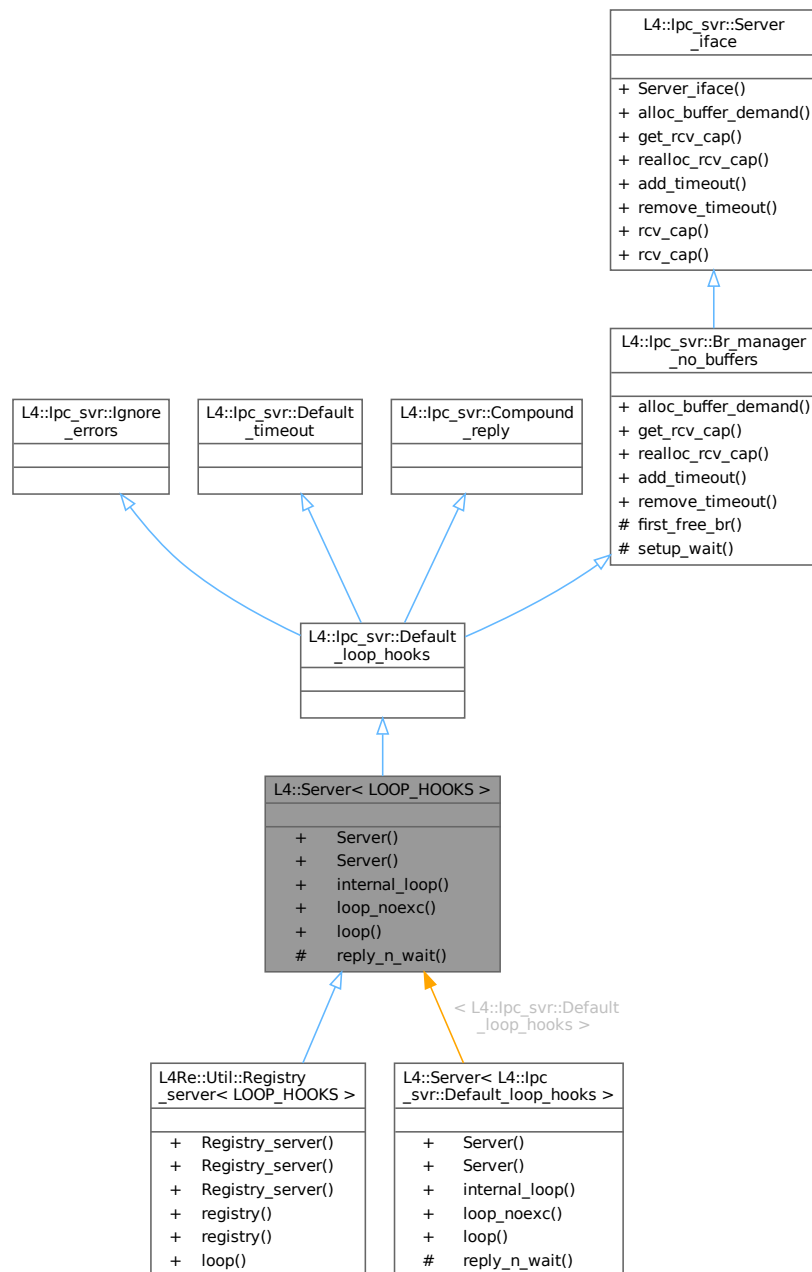 L4::Ipc_svr::Server
_iface
+ Server_iface()
+ alloc_buffer_demand()
+ get_rcv_cap()
+ realloc_rcv_cap()
+ add_timeout()
+ remove_timeout()
+ rcv_cap()
+ rcv_cap()
L4::Ipc_svr::Br_manager
_no_buffers
+ alloc_buffer_demand()
+ get_rcv_cap()
+ realloc_rcv_cap()
+ add_timeout()
+ remove_timeout()
# first_free_br()
# setup_wait()
L4::Ipc_svr::Ignore
_errors
L4::Ipc_svr::Default
_timeout
L4::Ipc_svr::Compound
_reply
L4::Ipc_svr::Default
_loop_hooks
L4::Server< LOOP_HOOKS >
+ Server()
+ Server()
+ internal_loop()
+ loop_noexc()
+ loop()
# reply_n_wait()
< L4::Ipc_svr::Default
_loop_hooks >
L4Re::Util::Registry
_server< LOOP_HOOKS >
+ Registry_server()
+ Registry_server()
+ Registry_server()
+ registry()
+ registry()
+ loop()
L4::Server< L4::Ipc
_svr::Default_loop_hooks >
+ Server()
+ Server()
+ internal_loop()
+ loop_noexc()
+ loop()
# reply_n_wait()